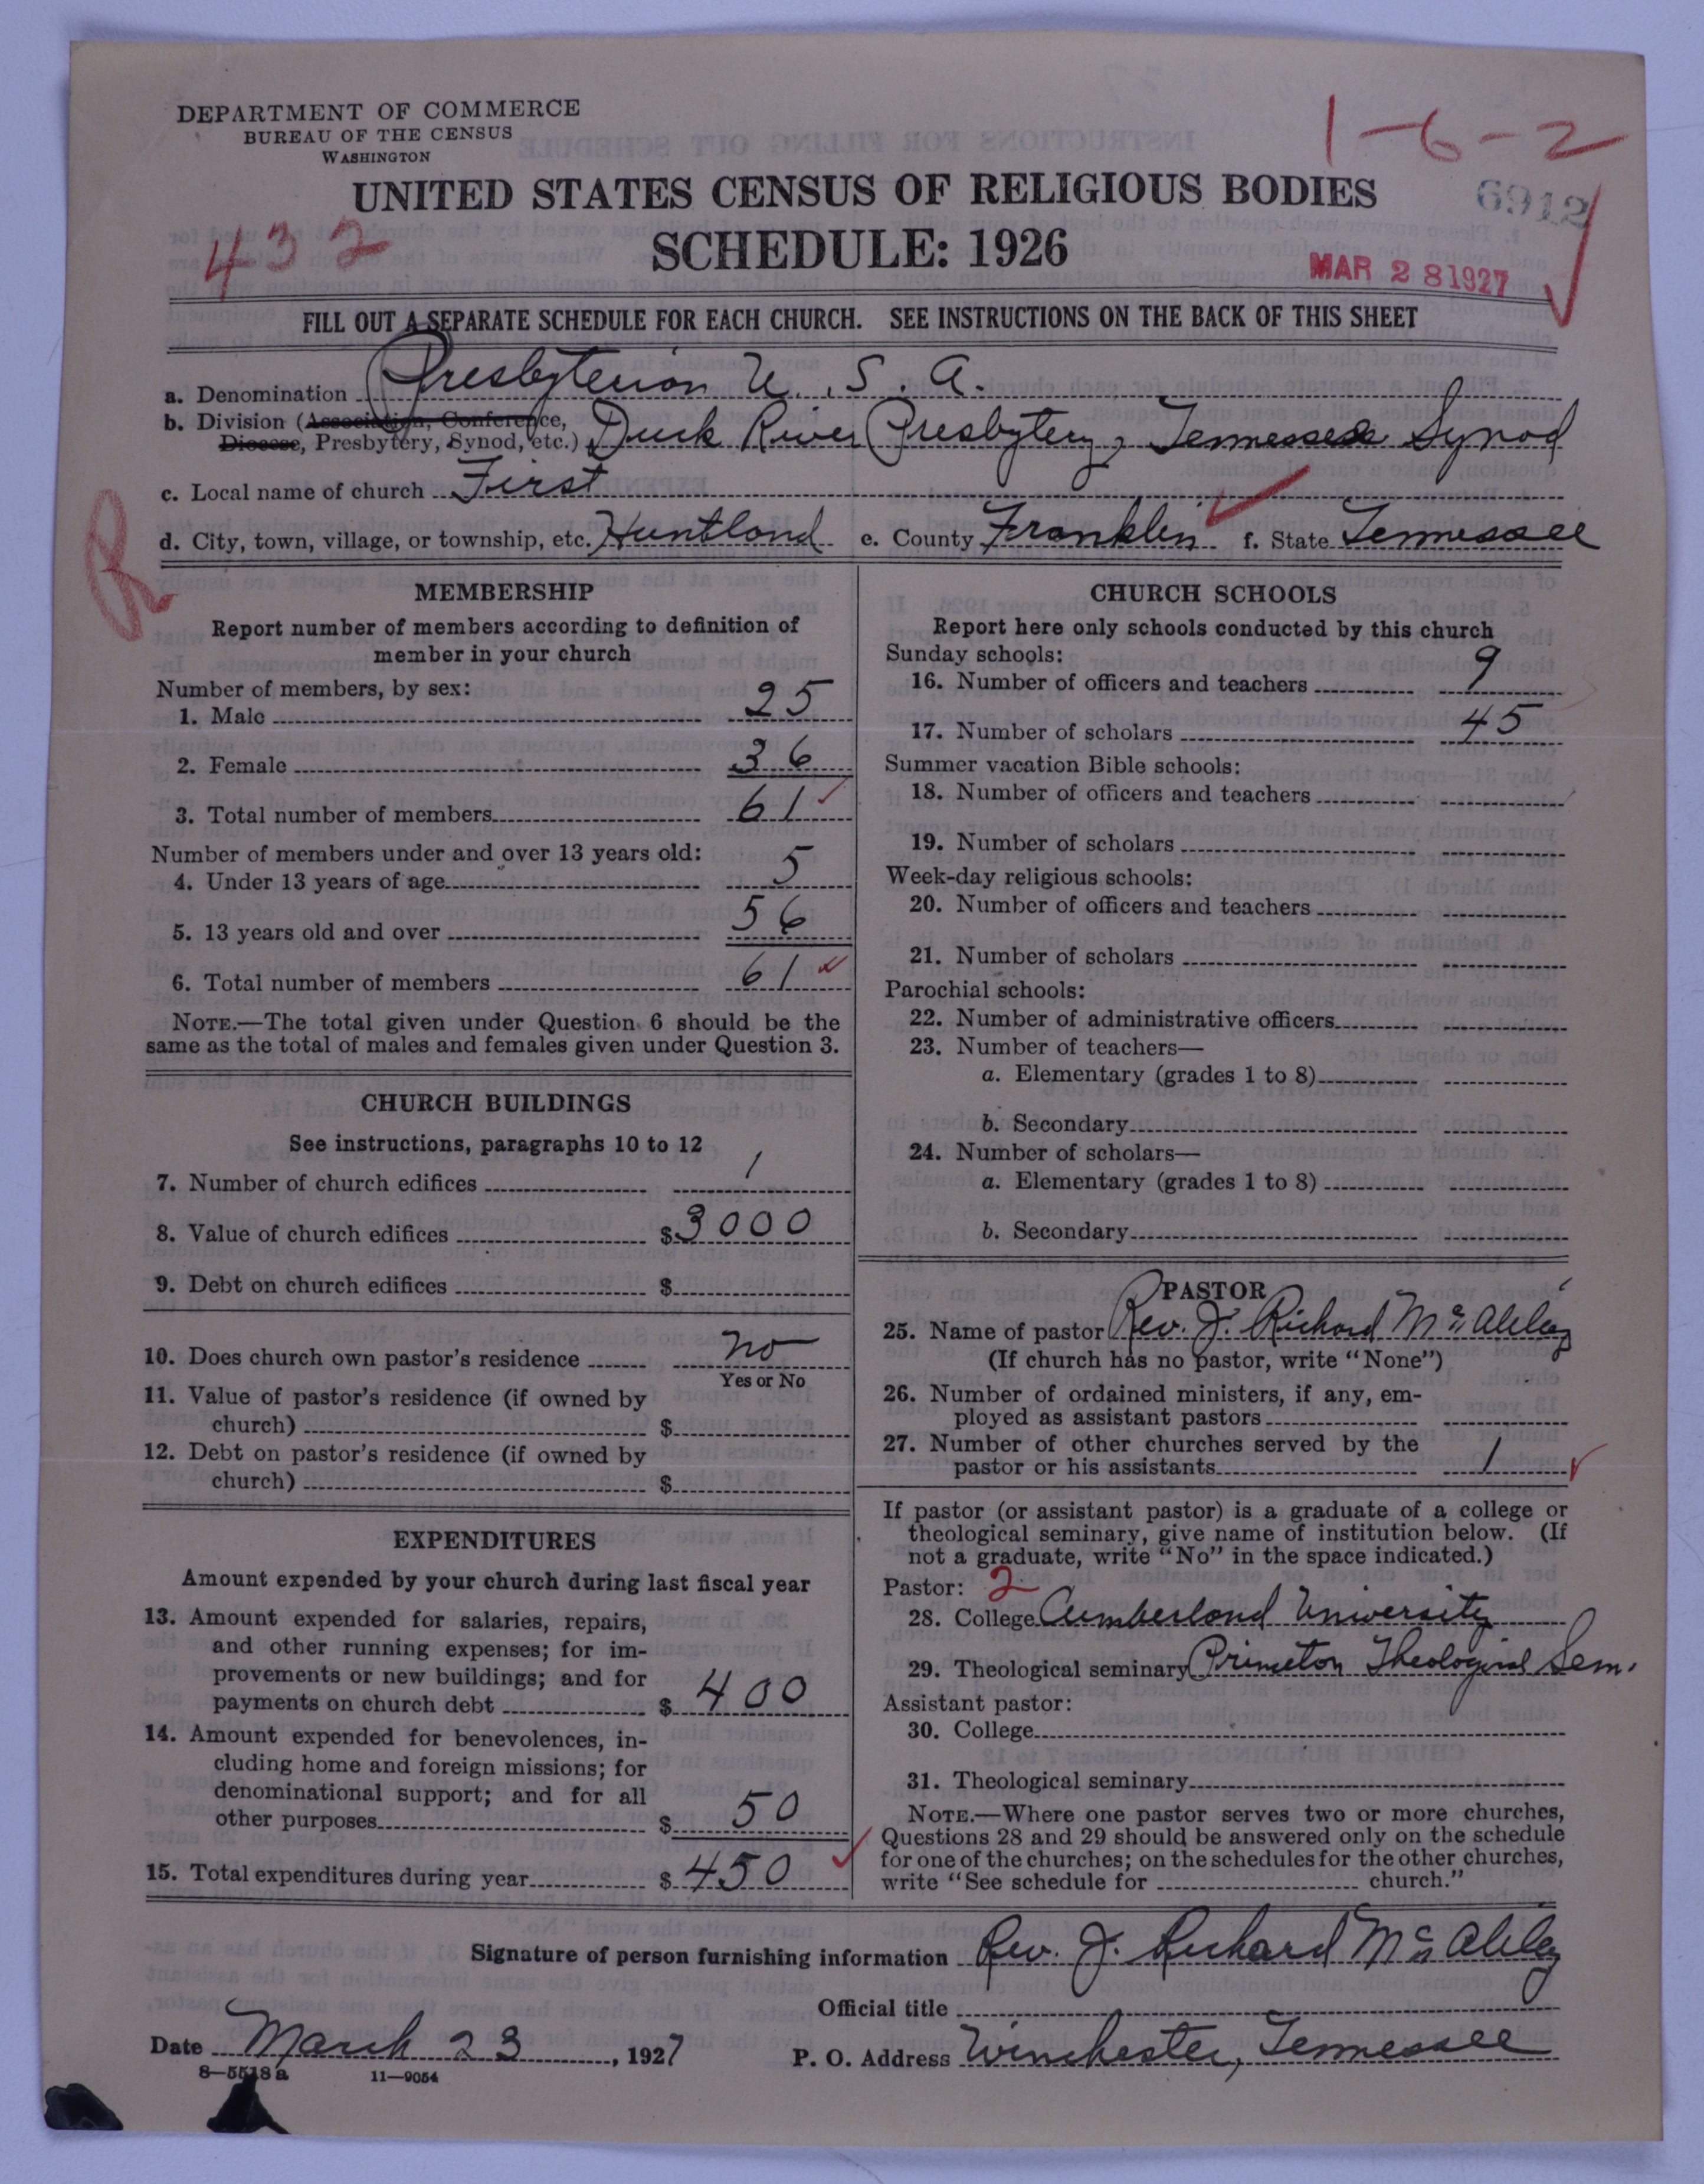 DEPARTMENT OF COMMERCE
BUREAU OF THE CENSUS
WASHINGTON
1-6-2
UNITED STATES CENSUS OF RELIGIOUS BODIES
6912
432
SCHEDULE: 1926
MAR 28 1927
FILL OUT A SEPARATE SCHEDULE FOR EACH CHURCH. SEE INSTRUCTIONS ON THE BACK OF THIS SHEET
a. Denomination Presbyterian U. S. A.
b. Division (Association, Conference,
Diocese, Presbytery, Synod, etc.) Duck River Presbytery, Tennessee Synod
c. Local name of church First
R
d. City, town, village, or township, etc. Huntland e. County Franklin f. State Tennessee
MEMBERSHIP
Report number of members according to definition of
member in your church
Number of members, by sex:
1. Male 25
2. Female 36
3. Total number of members 61
Number of members under and over 13 years old:
4. Under 13 years of age 5
5. 13 years old and over 56
6. Total number of members 61
NOTE.—The total given under Question 6 should be the
same as the total of males and females given under Question 3.
CHURCH BUILDINGS
See instructions, paragraphs 10 to 12
7. Number of church edifices 1
8. Value of church edifices $3000
9. Debt on church edifices $
10. Does church own pastor's residence no
Yes or No
11. Value of pastor's residence (if owned by
church) $
12. Debt on pastor's residence (if owned by
church) $
EXPENDITURES
Amount expended by your church during last fiscal year
13. Amount expended for salaries, repairs,
and other running expenses; for im-
provements or new buildings; and for
payments on church debt $ 400
14. Amount expended for benevolences, in-
cluding home and foreign missions; for
denominational support; and for all
other purposes $ 50
15. Total expenditures during year $ 450
CHURCH SCHOOLS
Report here only schools conducted by this church
Sunday schools:
16. Number of officers and teachers 9
17. Number of scholars 45
Summer vacation Bible schools:
18. Number of officers and teachers
19. Number of scholars
Week-day religious schools:
20. Number of officers and teachers
21. Number of scholars
Parochial schools:
22. Number of administrative officers
23. Number of teachers—
a. Elementary (grades 1 to 8)
b. Secondary
24. Number of scholars—
a. Elementary (grades 1 to 8)
b. Secondary
PASTOR
25. Name of pastor Rev. J. Richard
(If church has no pastor, write "None")
26. Number of ordained ministers, if any, em-
ployed as assistant pastors
27. Number of other churches served by the
pastor or his assistants 1
If pastor (or assistant pastor) is a graduate of a college or
theological seminary, give name of institution below. (If
not a graduate, write "No" in the space indicated.)
Pastor: 2
28. College Cumberland University
29. Theological seminary Princeton Theological Sem.
Assistant pastor:
30. College
31. Theological seminary
NOTE.—Where one pastor serves two or more churches,
Questions 28 and 29 should be answered only on the schedule
for one of the churches; on the schedules for the other churches,
write "See schedule for church."
Signature of person furnishing information Rev. J. Richard
Official title
Date March 23, 1927 P. O. Address Winchester, Tennessee
8-5518a 11-9054